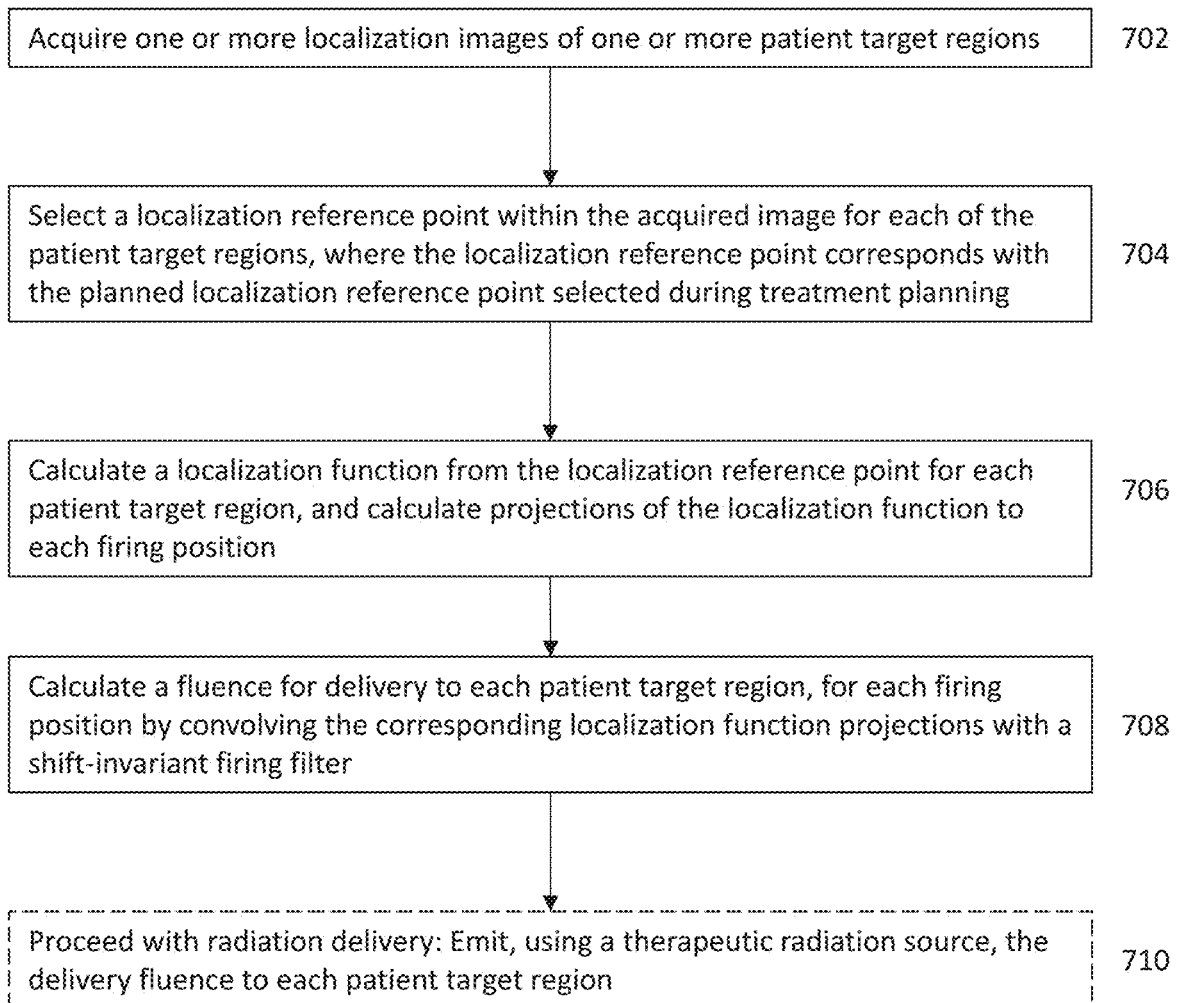 Acquire one or more localization images of one or more patient target regions
702
Select a localization reference point within the acquired image for each of the
patient target regions, where the localization reference point corresponds with
704
the planned localization reference point selected during treatment planning
Calculate a localization function from the localization reference point for each
patient target region, and calculate projections of the localization function to
706
each firing position
Calculate a fluence for delivery to each patient target region, for each firing
position by convolving the corresponding localization function projections with a
708
shift-invariant firing filter
Proceed with radiation delivery: Emit, using a therapeutic radiation source, the
delivery fluence to each patient target region
710